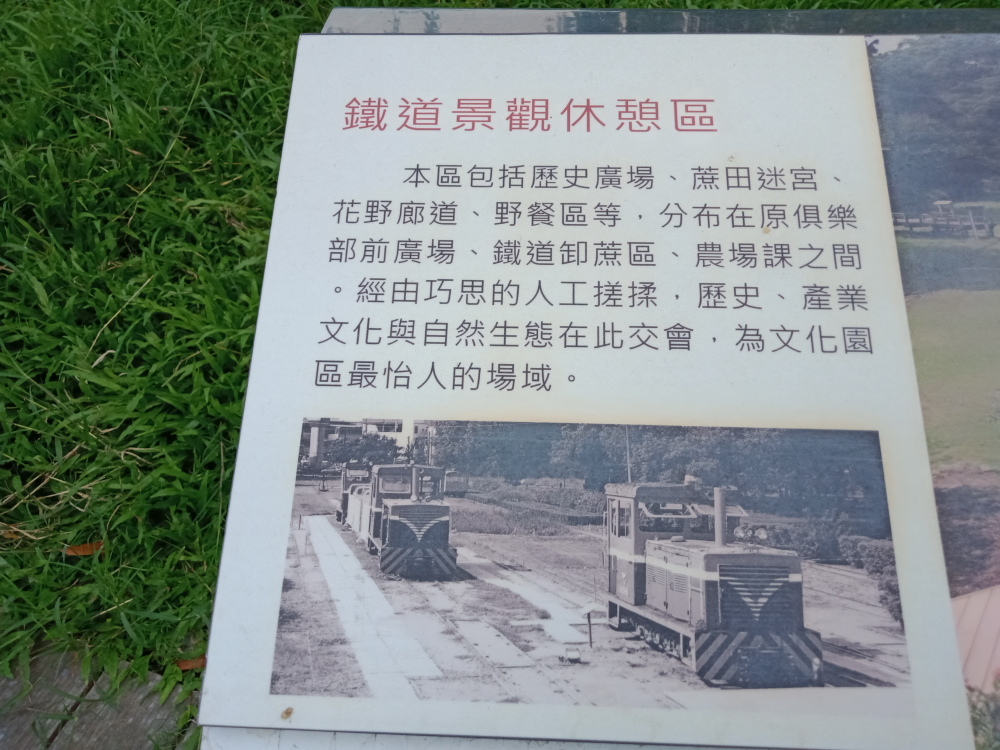 鐵道景觀休憩區
本區包括歷史廣場、蔗田迷宮、
花野廊道、野餐區等，分布在原俱樂
部前廣場、鐵道卸蔗區、農場課之間
。經由巧思的人工搓揉，歷史、產業
文化與自然生態在此交會，為文化園
區最怡人的場域。